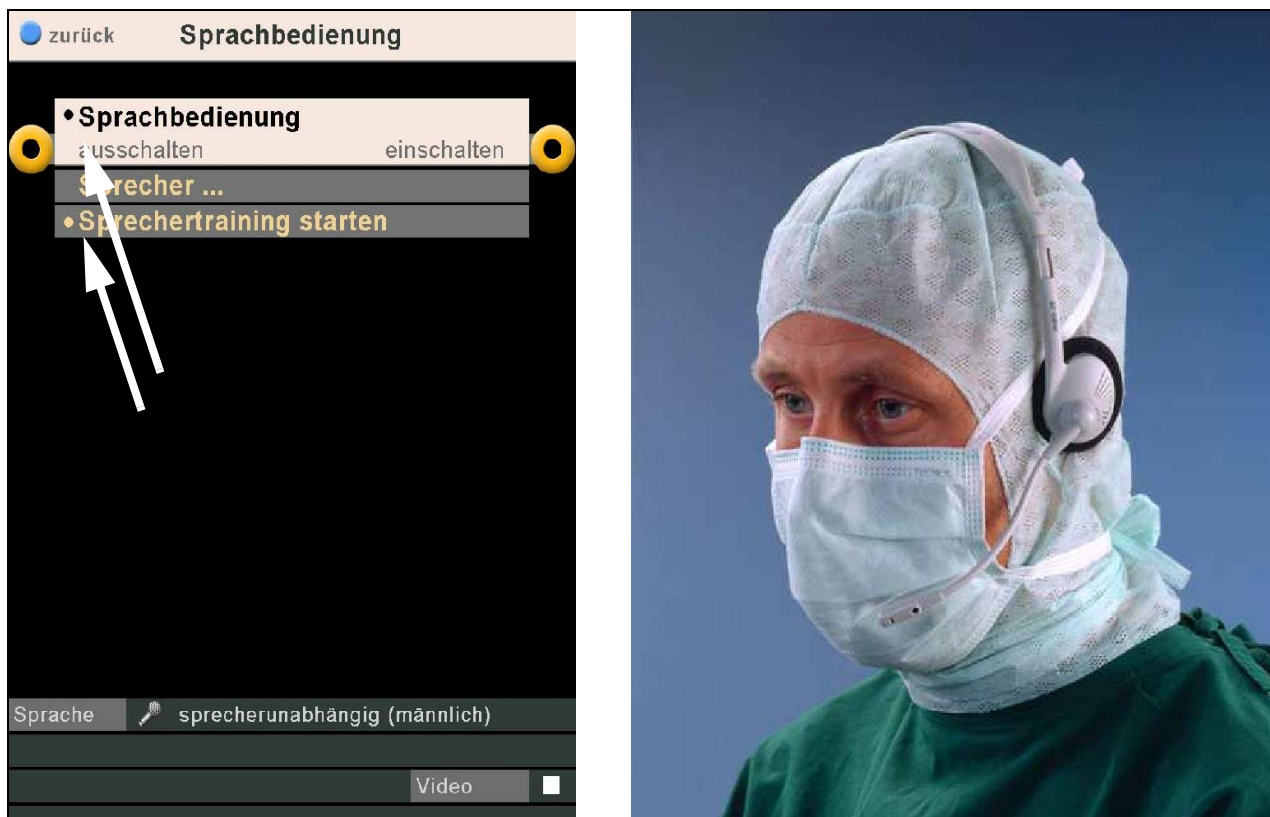 zurück Sprachbedienung
• Sprachbedienung
ausschalten einschalten
Sprecher ...
• Sprechertraining starten
Sprache sprecherunabhängig (männlich)
Video